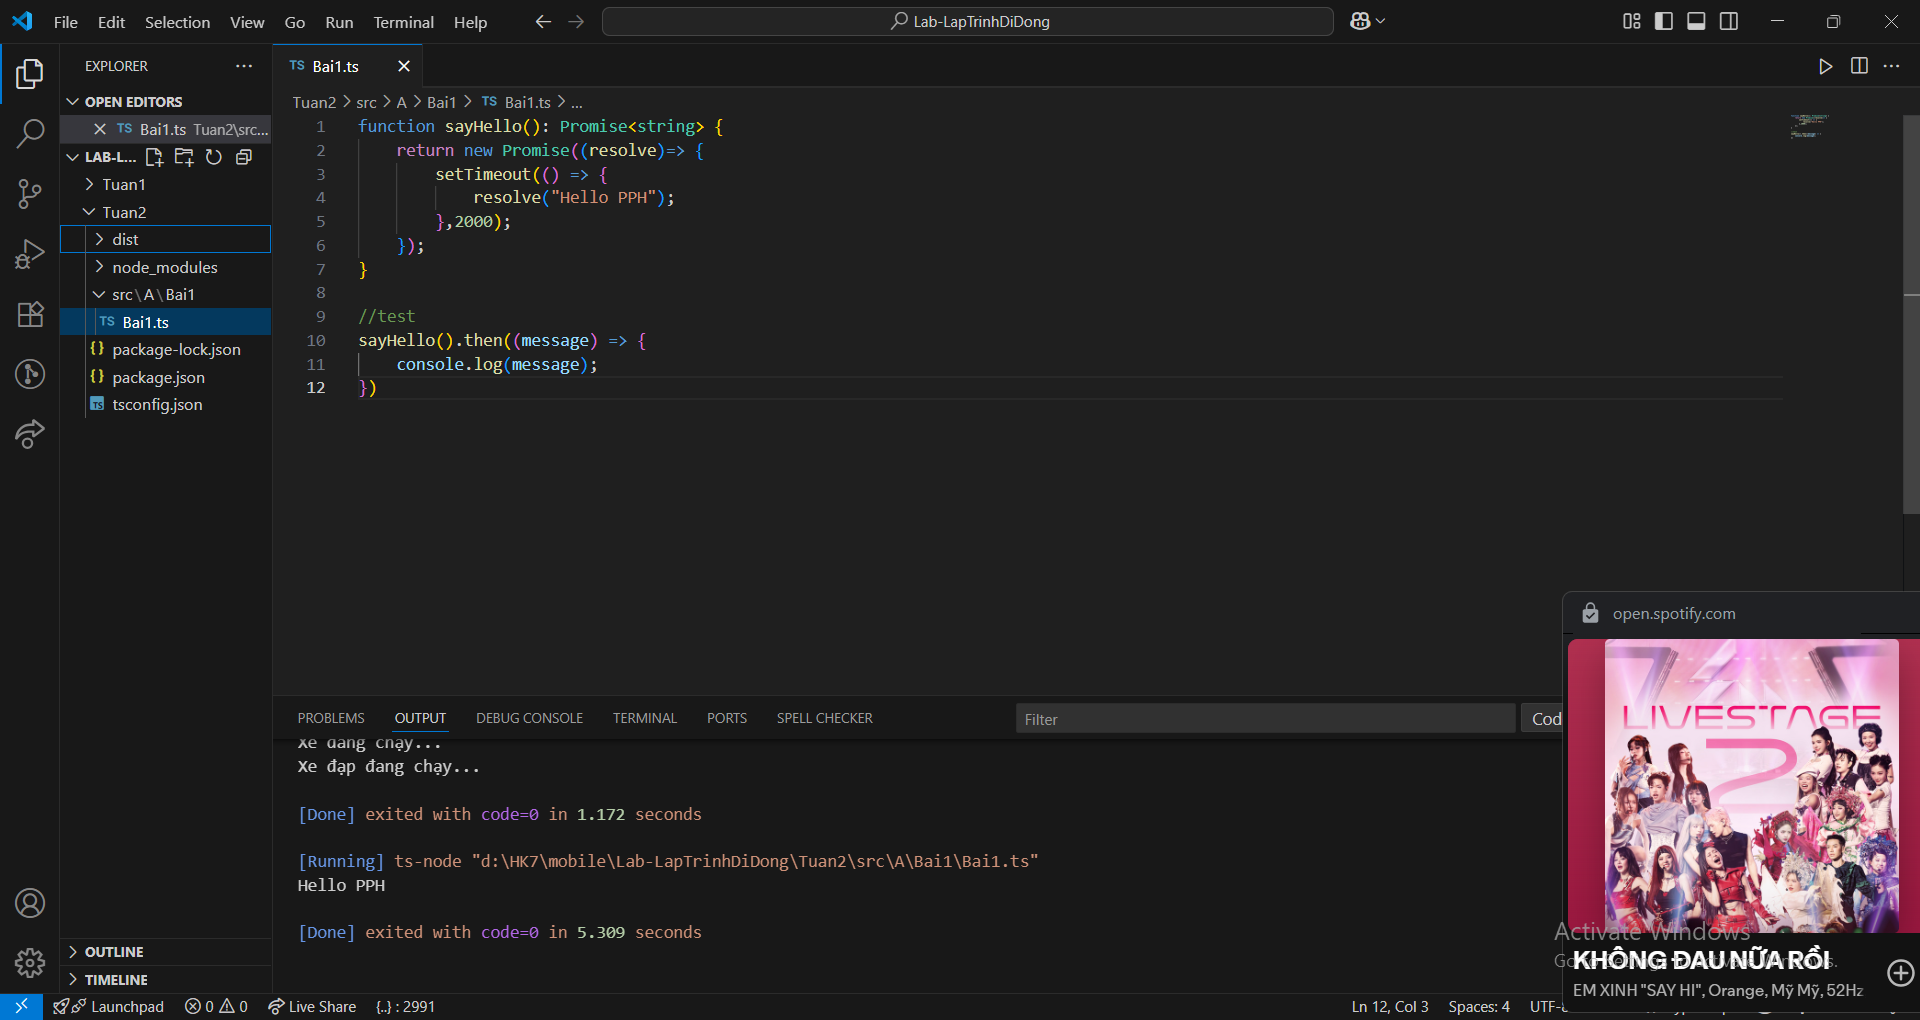 File Edit Selection View Go Run Terminal Help
Lab-LapTrinhDiDong
EXPLORER
OPEN EDITORS
TS Bai1.ts Tuan2\src...
LAB-L...
Tuan1
Tuan2
dist
node_modules
src\A\Bai1
TS Bai1.ts
{} package-lock.json
{} package.json
TS tsconfig.json
OUTLINE
TIMELINE
TS Bai1.ts
Tuan2 > src > A > Bai1 > TS Bai1.ts > ...
1 function sayHello(): Promise<string> {
2 return new Promise((resolve)=> {
3 setTimeout(() => {
4 resolve("Hello PPH");
5 },2000);
6 });
7 }
8
9 //test
10 sayHello().then((message) => {
11 console.log(message);
12 })
PROBLEMS OUTPUT DEBUG CONSOLE TERMINAL PORTS SPELL CHECKER
Filter
Cod
Xe đang chạy...
Xe đạp đang chạy...
[Done] exited with code=0 in 1.172 seconds
[Running] ts-node "d:\HK7\mobile\Lab-LapTrinhDiDong\Tuan2\src\A\Bai1\Bai1.ts"
Hello PPH
[Done] exited with code=0 in 5.309 seconds
open.spotify.com
LIVESTAGE
2
Activate Windows
KHÔNG ĐAU NỮA RỒI
EM XINH "SAY HI", Orange, Mỹ Mỹ, 52Hz
Launchpad 0 0 Live Share {..} : 2991
Ln 12, Col 3 Spaces: 4